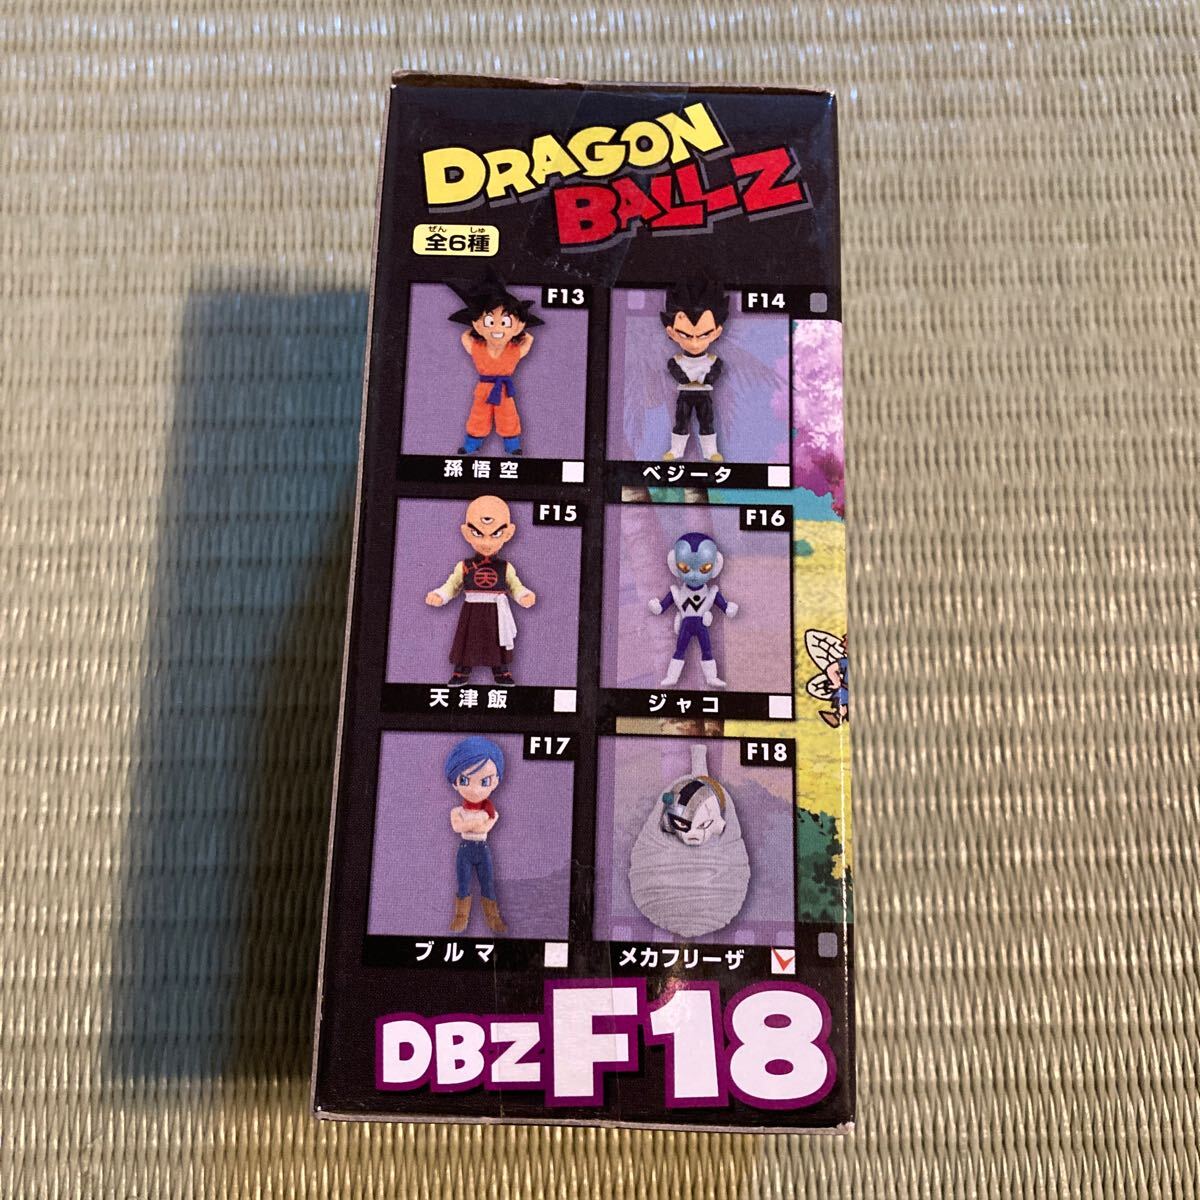 DRAGON
BALL Z
ぜん しゅ
全6種
F13
孫悟空
F14
ベジータ
F15
天
天津飯
F16
ジャコ
F17
ブルマ
F18
メカフリーザ
DBZ F18